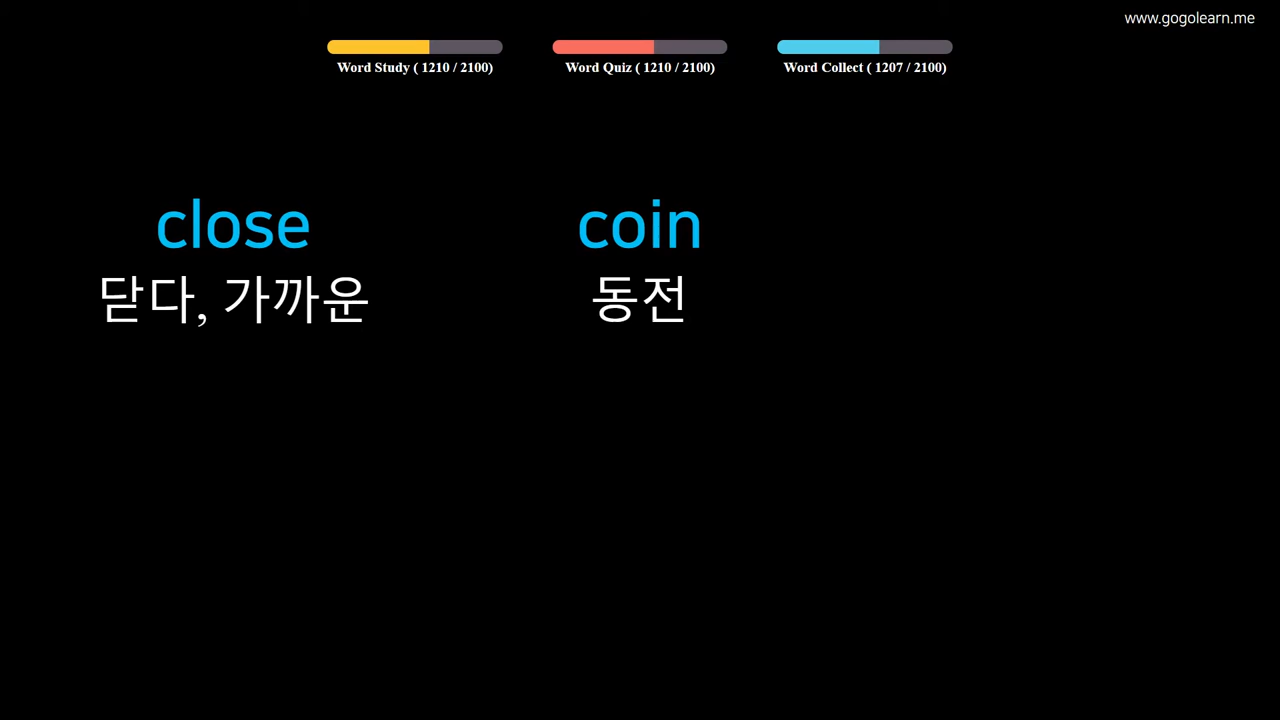 www.gogolearn.me
Word Study ( 1210 / 2100)
Word Quiz ( 1210 / 2100)
Word Collect ( 1207 / 2100)
close
닫다, 가까운
coin
동전